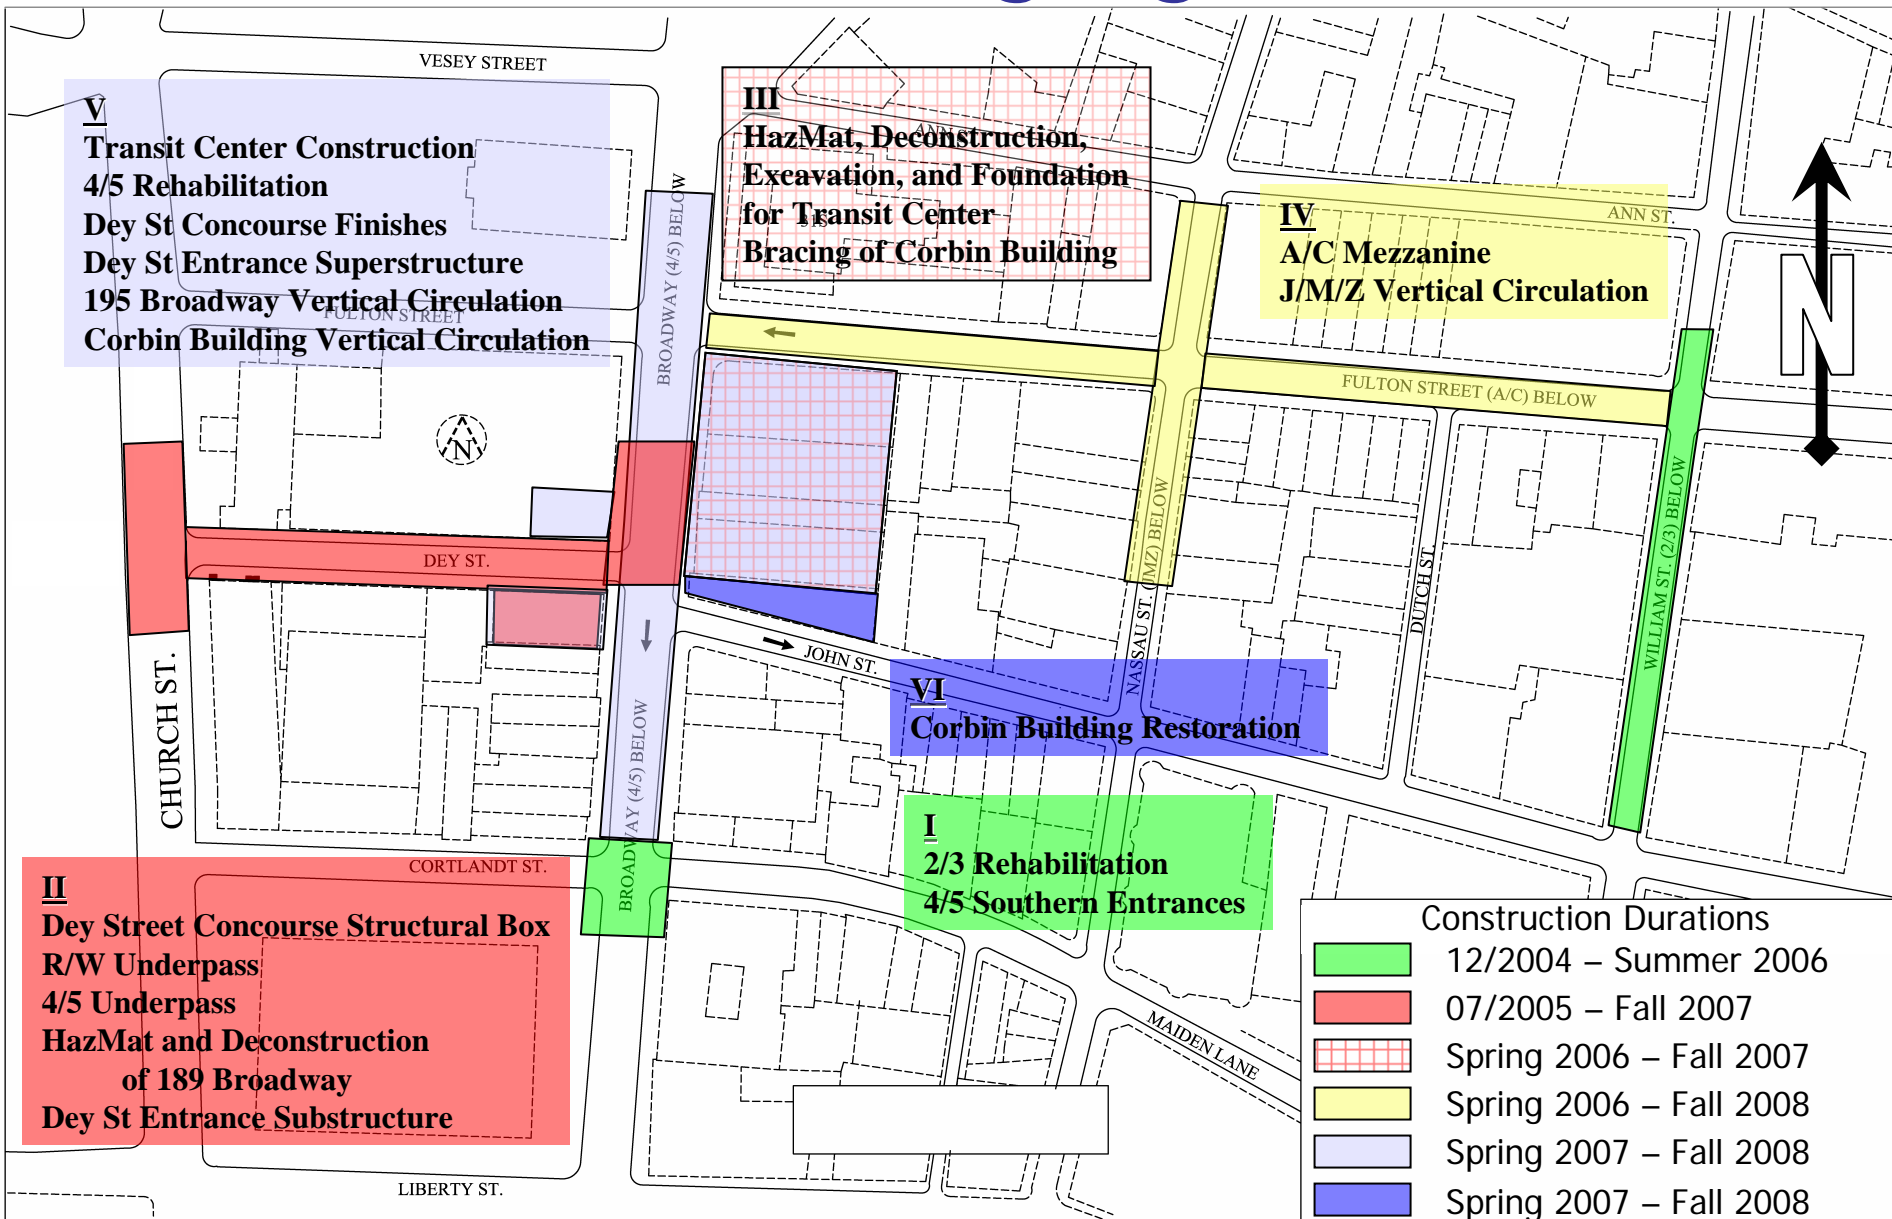 VESEY STREET
V
Transit Center Construction
4/5 Rehabilitation
Dey St Concourse Finishes
Dey St Entrance Superstructure
195 Broadway Vertical Circulation
Corbin Building Vertical Circulation
FULTON STREET
III
HazMat, Deconstruction,
Excavation, and Foundation
for Transit Center
Bracing of Corbin Building
ANN ST.
IV
A/C Mezzanine
J/M/Z Vertical Circulation
ANN ST.
N
BROADWAY (4/5) BELOW
FULTON STREET (A/C) BELOW
N
DEY ST.
NASSAU ST. (JMZ) BELOW
DUTCH ST.
WILLIAM ST. (2/3) BELOW
JOHN ST.
CHURCH ST.
VI
Corbin Building Restoration
BROADWAY (4/5) BELOW
I
2/3 Rehabilitation
4/5 Southern Entrances
CORTLANDT ST.
II
Dey Street Concourse Structural Box
R/W Underpass
4/5 Underpass
HazMat and Deconstruction
of 189 Broadway
Dey St Entrance Substructure
MAIDEN LANE
LIBERTY ST.
Construction Durations
12/2004 – Summer 2006
07/2005 – Fall 2007
Spring 2006 – Fall 2007
Spring 2006 – Fall 2008
Spring 2007 – Fall 2008
Spring 2007 – Fall 2008